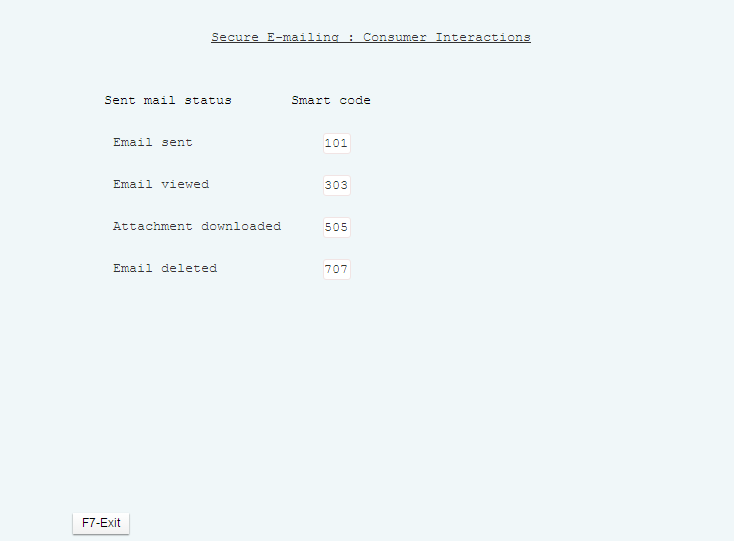 Secure E-mailing : Consumer Interactions
Sent mail status Smart code
Email sent 101
Email viewed 303
Attachment downloaded 505
Email deleted 707
F7-Exit